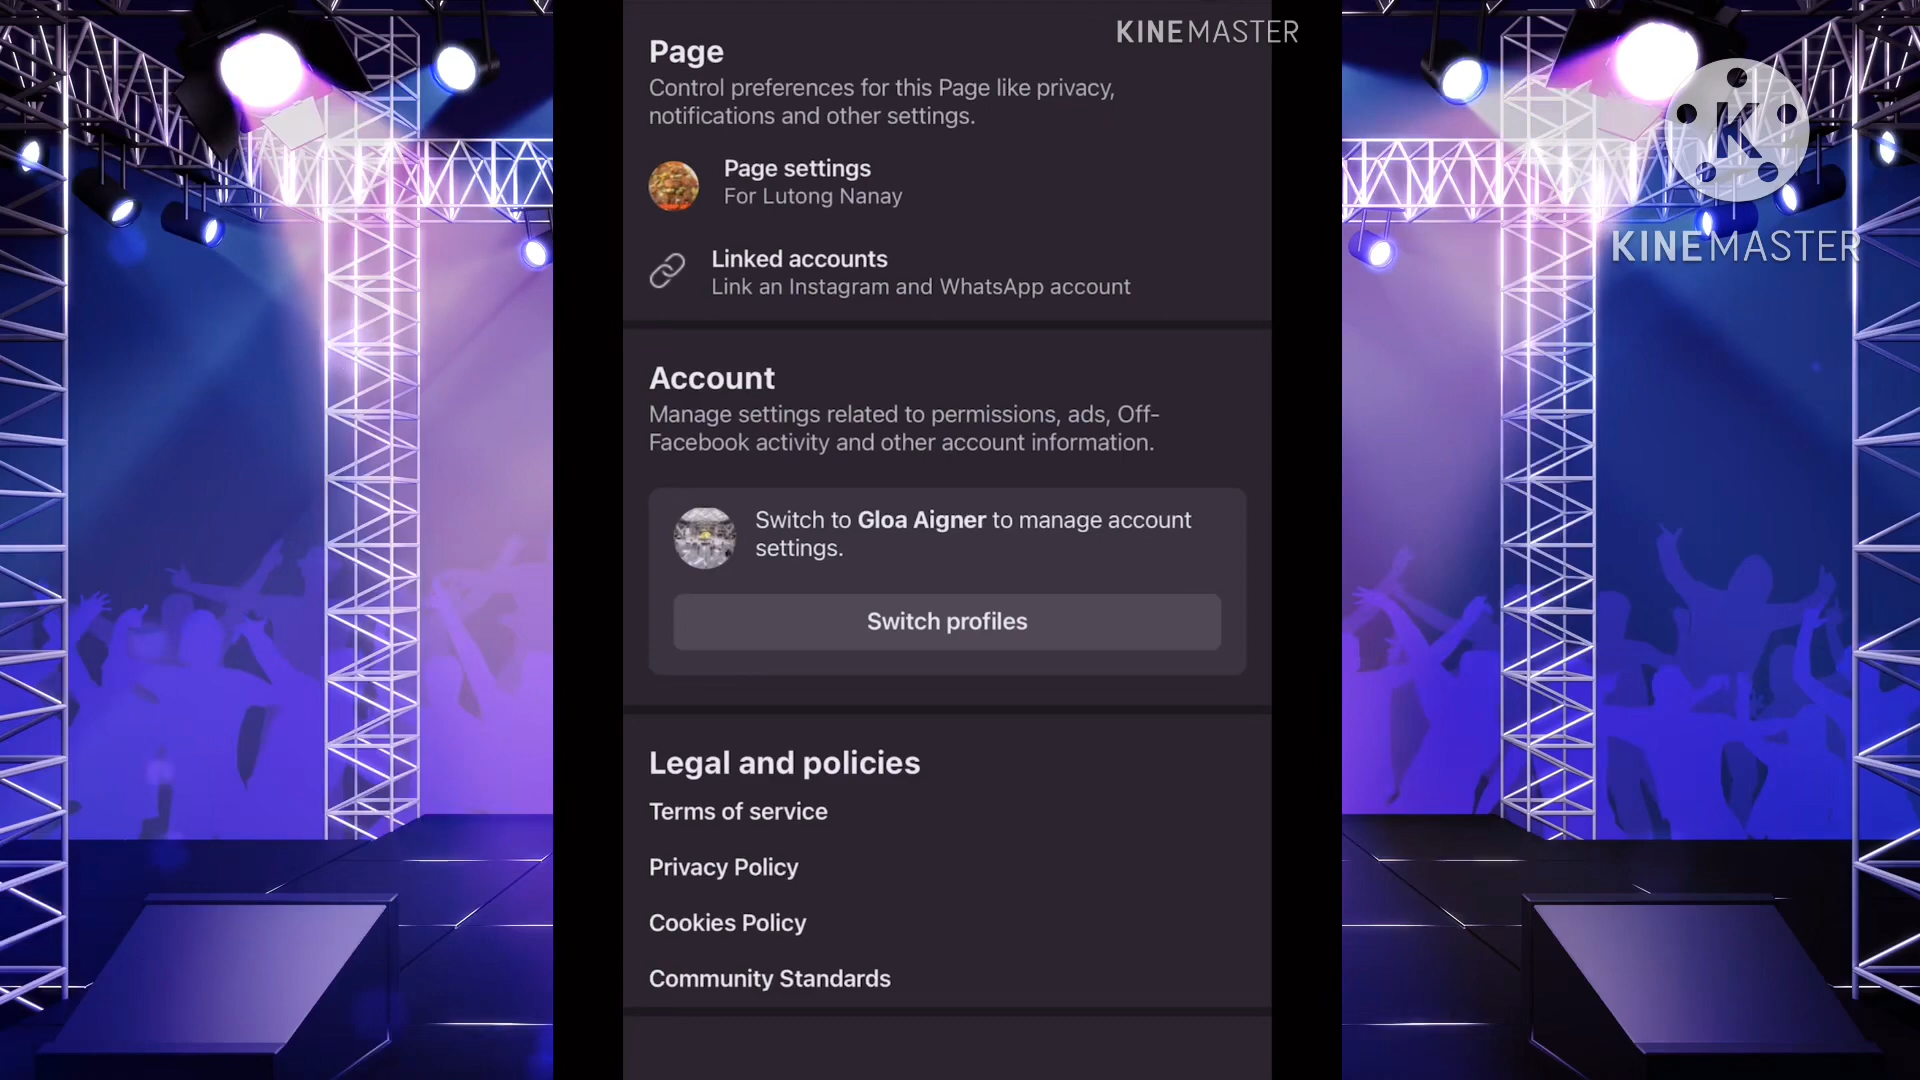 KINEMASTER
Page
Control preferences for this Page like privacy,
notifications and other settings.
Page settings
For Lutong Nanay
Linked accounts
Link an Instagram and WhatsApp account
K
KINEMASTER
Account
Manage settings related to permissions, ads, Off-
Facebook activity and other account information.
Switch to Gloa Aigner to manage account
settings.
Switch profiles
Legal and policies
Terms of service
Privacy Policy
Cookies Policy
Community Standards